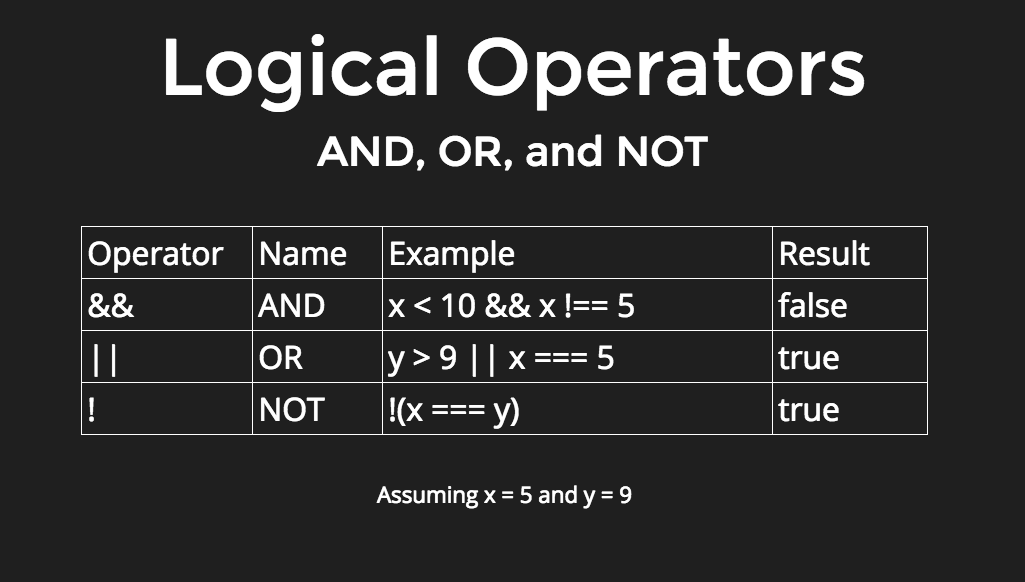 Logical Operators
AND, OR, and NOT
Operator Name Example Result
&& AND x < 10 && x !== 5 false
|| OR y > 9 || x === 5 true
! NOT !(x === y) true
Assuming x = 5 and y = 9